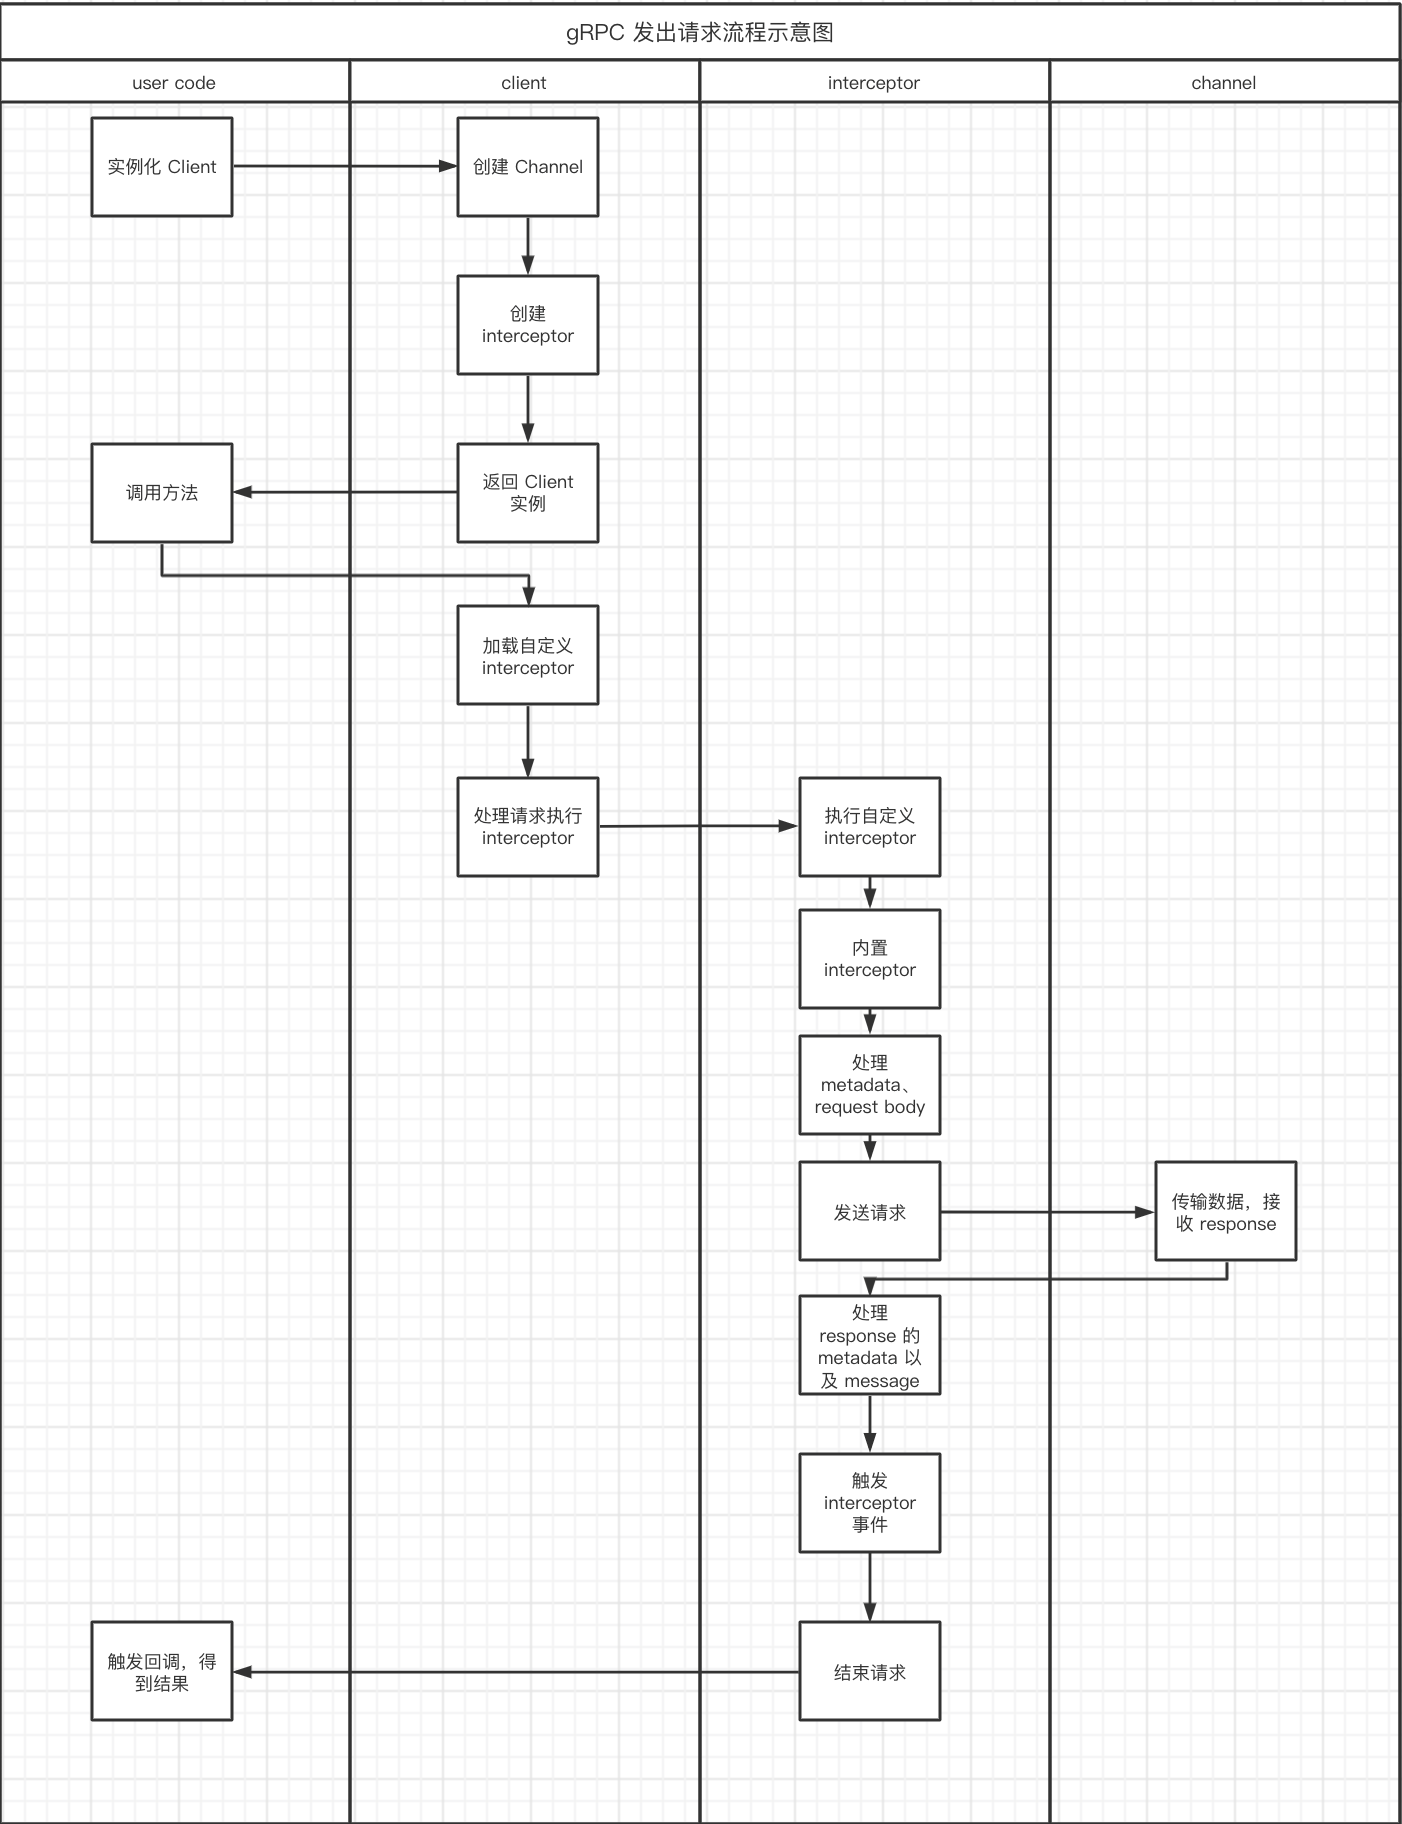 gRPC 发出请求流程示意图
user code
client
interceptor
channel
实例化 Client
创建 Channel
创建
interceptor
调用方法
返回 Client
实例
加载自定义
interceptor
处理请求执行
interceptor
执行自定义
interceptor
内置
interceptor
处理
metadata、
request body
发送请求
传输数据，接
收 response
处理
response 的
metadata 以
及 message
触发
interceptor
事件
触发回调，得
到结果
结束请求